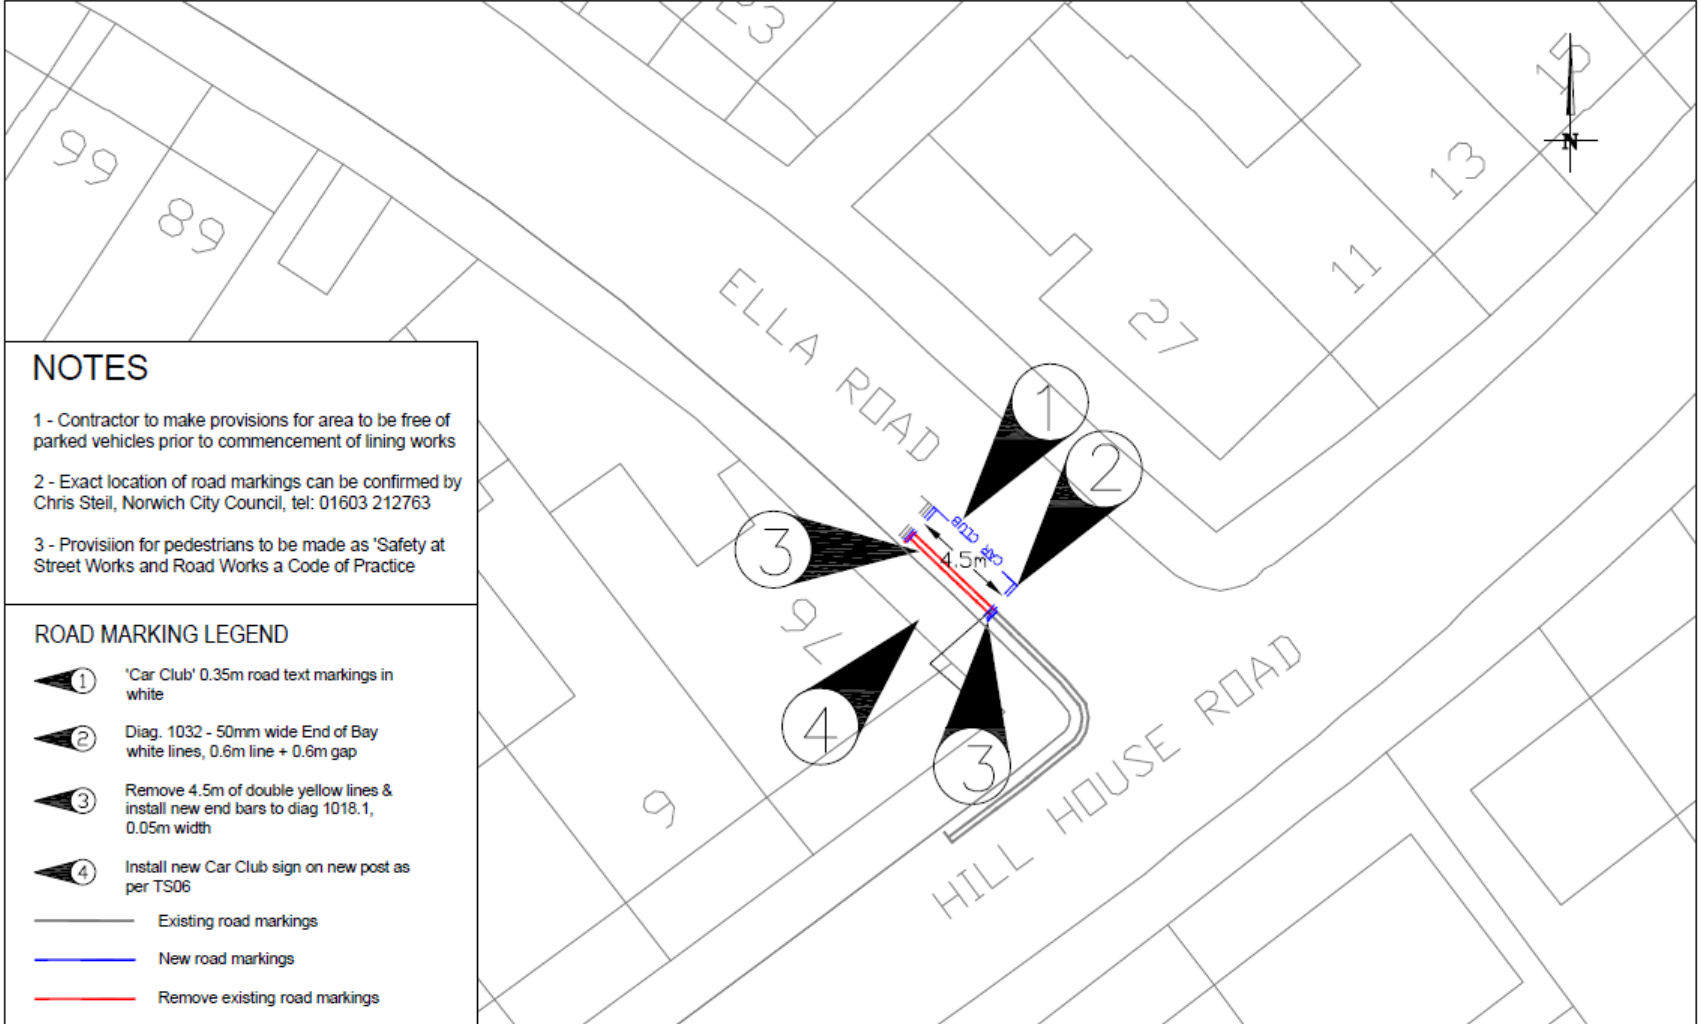 23
15
N
13
66
68
11
ELLA ROAD
27
1
2
CAR CLUB
4.5m
3
76
4
3
9
HILL HOUSE ROAD
NOTES
1 - Contractor to make provisions for area to be free of
parked vehicles prior to commencement of lining works
2 - Exact location of road markings can be confirmed by
Chris Steil, Norwich City Council, tel: 01603 212763
3 - Provisiion for pedestrians to be made as 'Safety at
Street Works and Road Works a Code of Practice
ROAD MARKING LEGEND
1 'Car Club' 0.35m road text markings in
white
2 Diag. 1032 - 50mm wide End of Bay
white lines, 0.6m line + 0.6m gap
3 Remove 4.5m of double yellow lines &
install new end bars to diag 1018.1,
0.05m width
4 Install new Car Club sign on new post as
per TS06
Existing road markings
New road markings
Remove existing road markings